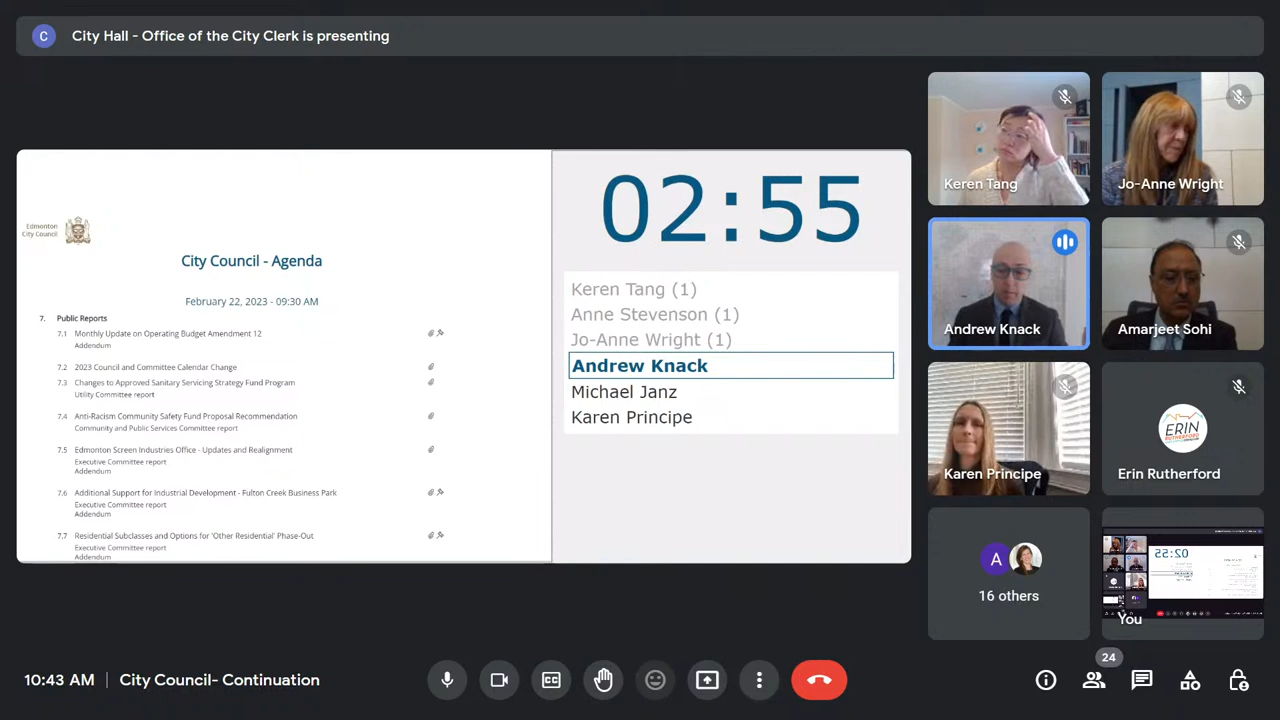 C
City Hall - Office of the City Clerk is presenting
Edmonton
City Council
City Council - Agenda
February 22, 2023 - 09:30 AM
7. Public Reports
7.1 Monthly Update on Operating Budget Amendment 12
Addendum
7.2 2023 Council and Committee Calendar Change
7.3 Changes to Approved Sanitary Servicing Strategy Fund Program
Utility Committee report
7.4 Anti-Racism Community Safety Fund Proposal Recommendation
Community and Public Services Committee report
7.5 Edmonton Screen Industries Office - Updates and Realignment
Executive Committee report
Addendum
7.6 Additional Support for Industrial Development - Fulton Creek Business Park
Executive Committee report
Addendum
7.7 Residential Subclasses and Options for 'Other Residential' Phase-Out
Executive Committee report
Addendum
02:55
Keren Tang (1)
Anne Stevenson (1)
Jo-Anne Wright (1)
Andrew Knack
Michael Janz
Karen Principe
Keren Tang
Jo-Anne Wright
Andrew Knack
Amarjeet Sohi
Karen Principe
ERIN
RUTHERFORD
Erin Rutherford
A
16 others
02:55
You
10:43 AM
City Council- Continuation
CC
24